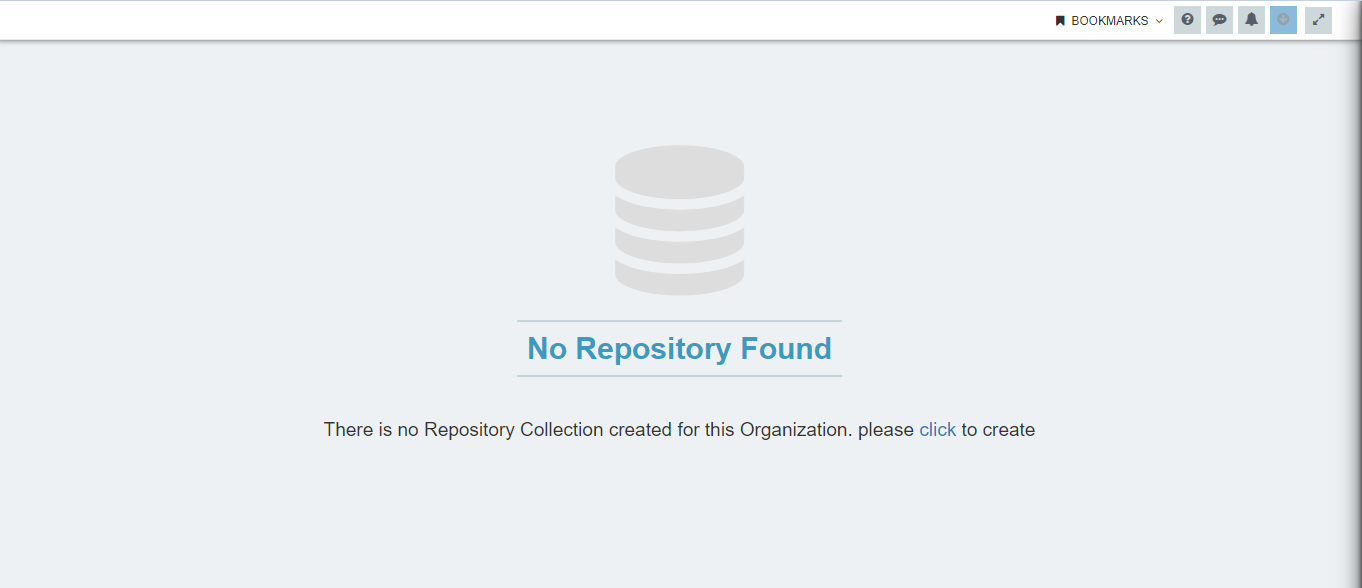 BOOKMARKS
No Repository Found
There is no Repository Collection created for this Organization. please click to create